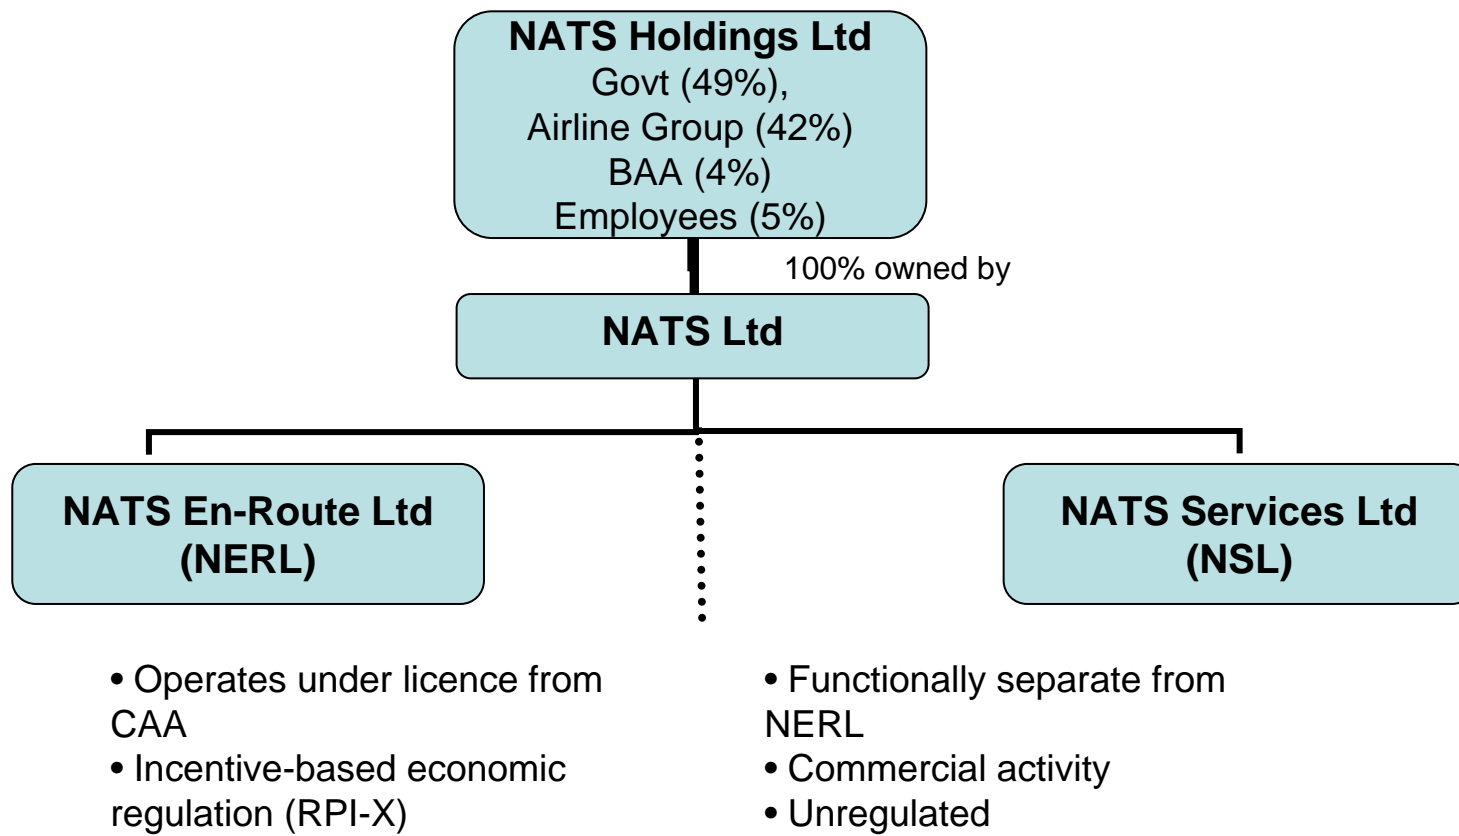 NATS Holdings Ltd
Govt (49%),
Airline Group (42%)
BAA (4%)
Employees (5%)
100% owned by
NATS Ltd
NATS En-Route Ltd
(NERL)
NATS Services Ltd
(NSL)
• Operates under licence from
CAA
• Incentive-based economic
regulation (RPI-X)
• Functionally separate from
NERL
• Commercial activity
• Unregulated